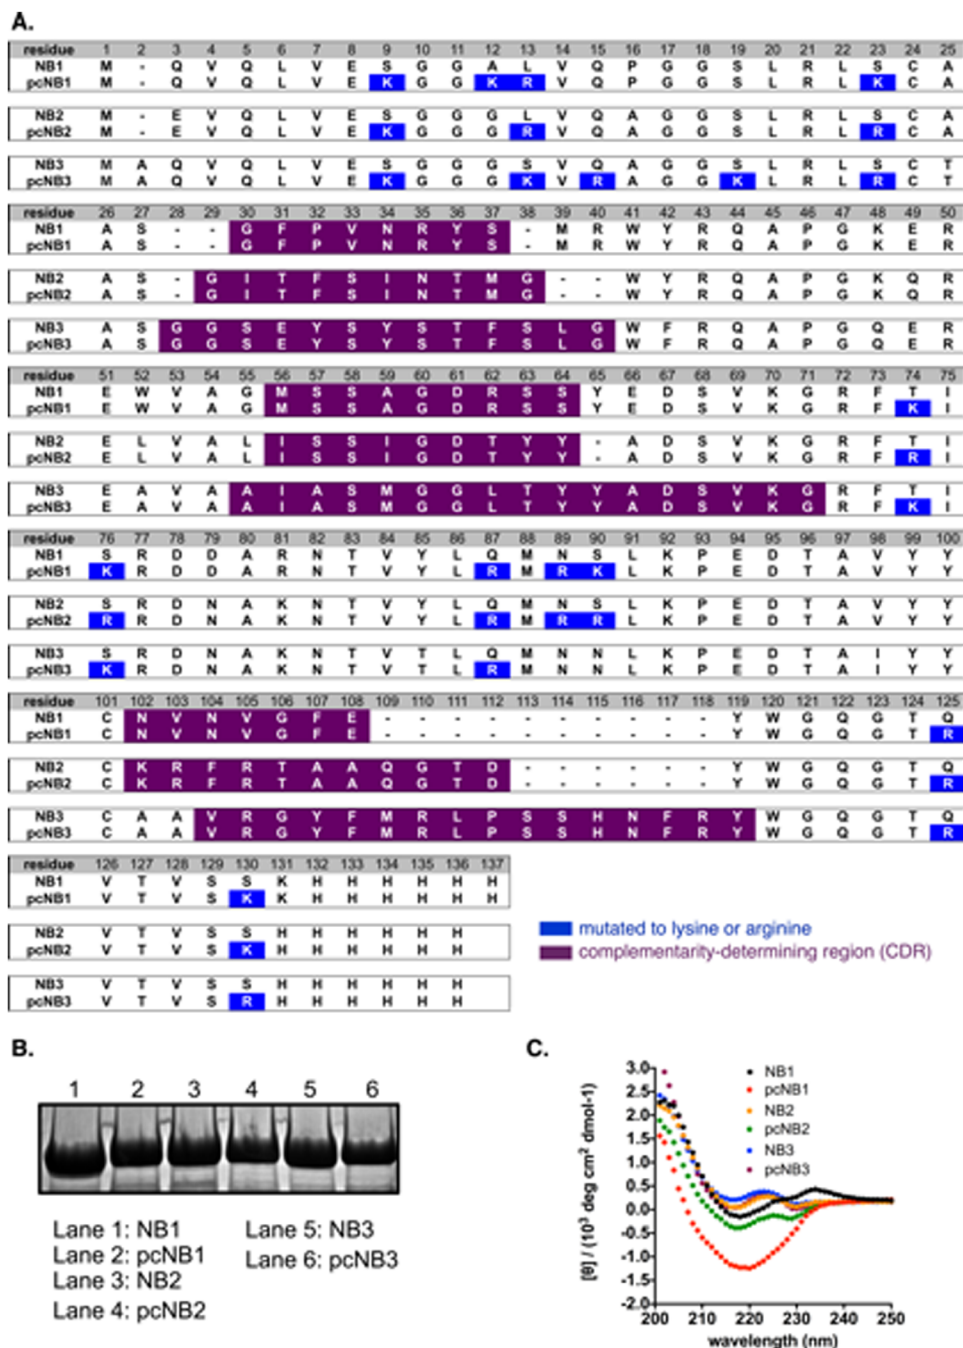 A.
residue 1 2 3 4 5 6 7 8 9 10 11 12 13 14 15 16 17 18 19 20 21 22 23 24 25
NB1 M - Q V Q L V E S G G A L V Q P G G S L R L S C A
pcNB1 M - Q V Q L V E K G G K R V Q P G G S L R L K C A
NB2 M - E V Q L V E S G G G L V Q A G G S L R L S C A
pcNB2 M - E V Q L V E K G G G R V Q A G G S L R L R C A
NB3 M A Q V Q L V E S G G G S V Q A G G S L R L S C T
pcNB3 M A Q V Q L V E K G G G K V R A G G K L R L R C T
residue 26 27 28 29 30 31 32 33 34 35 36 37 38 39 40 41 42 43 44 45 46 47 48 49 50
NB1 A S - - G F P V N R Y S - M R W Y R Q A P G K E R
pcNB1 A S - - G F P V N R Y S - M R W Y R Q A P G K E R
NB2 A S - G I T F S I N T M G - - W Y R Q A P G K Q R
pcNB2 A S - G I T F S I N T M G - - W Y R Q A P G K Q R
NB3 A S G G S E Y S Y S T F S L G W F R Q A P G Q E R
pcNB3 A S G G S E Y S Y S T F S L G W F R Q A P G Q E R
residue 51 52 53 54 55 56 57 58 59 60 61 62 63 64 65 66 67 68 69 70 71 72 73 74 75
NB1 E W V A G M S S A G D R S S Y E D S V K G R F T I
pcNB1 E W V A G M S S A G D R S S Y E D S V K G R F K I
NB2 E L V A L I S S I G D T Y Y - A D S V K G R F T I
pcNB2 E L V A L I S S I G D T Y Y - A D S V K G R F R I
NB3 E A V A A I A S M G G L T Y Y A D S V K G R F T I
pcNB3 E A V A A I A S M G G L T Y Y A D S V K G R F K I
residue 76 77 78 79 80 81 82 83 84 85 86 87 88 89 90 91 92 93 94 95 96 97 98 99 100
NB1 S R D D A R N T V Y L Q M N S L K P E D T A V Y Y
pcNB1 K R D D A R N T V Y L R M R K L K P E D T A V Y Y
NB2 S R D N A K N T V Y L Q M N S L K P E D T A V Y Y
pcNB2 R R D N A K N T V Y L R M R R L K P E D T A V Y Y
NB3 S R D N A K N T V T L Q M N N L K P E D T A I Y Y
pcNB3 K R D N A K N T V T L R M N N L K P E D T A I Y Y
residue 101 102 103 104 105 106 107 108 109 110 111 112 113 114 115 116 117 118 119 120 121 122 123 124 125
NB1 C N V N V G F E - - - - - - - - - - Y W G Q G T Q
pcNB1 C N V N V G F E - - - - - - - - - - Y W G Q G T R
NB2 C K R F R T A A Q G T D - - - - - - Y W G Q G T Q
pcNB2 C K R F R T A A Q G T D - - - - - - Y W G Q G T R
NB3 C A A V R G Y F M R L P S S H N F R Y W G Q G T Q
pcNB3 C A A V R G Y F M R L P S S H N F R Y W G Q G T R
residue 126 127 128 129 130 131 132 133 134 135 136 137
NB1 V T V S S K H H H H H H
pcNB1 V T V S K K H H H H H H
NB2 V T V S S H H H H H H
pcNB2 V T V S K H H H H H H
NB3 V T V S S H H H H H H
pcNB3 V T V S R H H H H H H
mutated to lysine or arginine
complementarity-determining region (CDR)
B.
1 2 3 4 5 6
Lane 1: NB1
Lane 2: pcNB1
Lane 3: NB2
Lane 4: pcNB2
Lane 5: NB3
Lane 6: pcNB3
C.
3.0
2.5
2.0
1.5
1.0
0.5
0.0
-0.5
-1.0
-1.5
-2.0
[θ] / (10³ deg cm² dmol-1)
NB1
pcNB1
NB2
pcNB2
NB3
pcNB3
200 210 220 230 240 250
wavelength (nm)